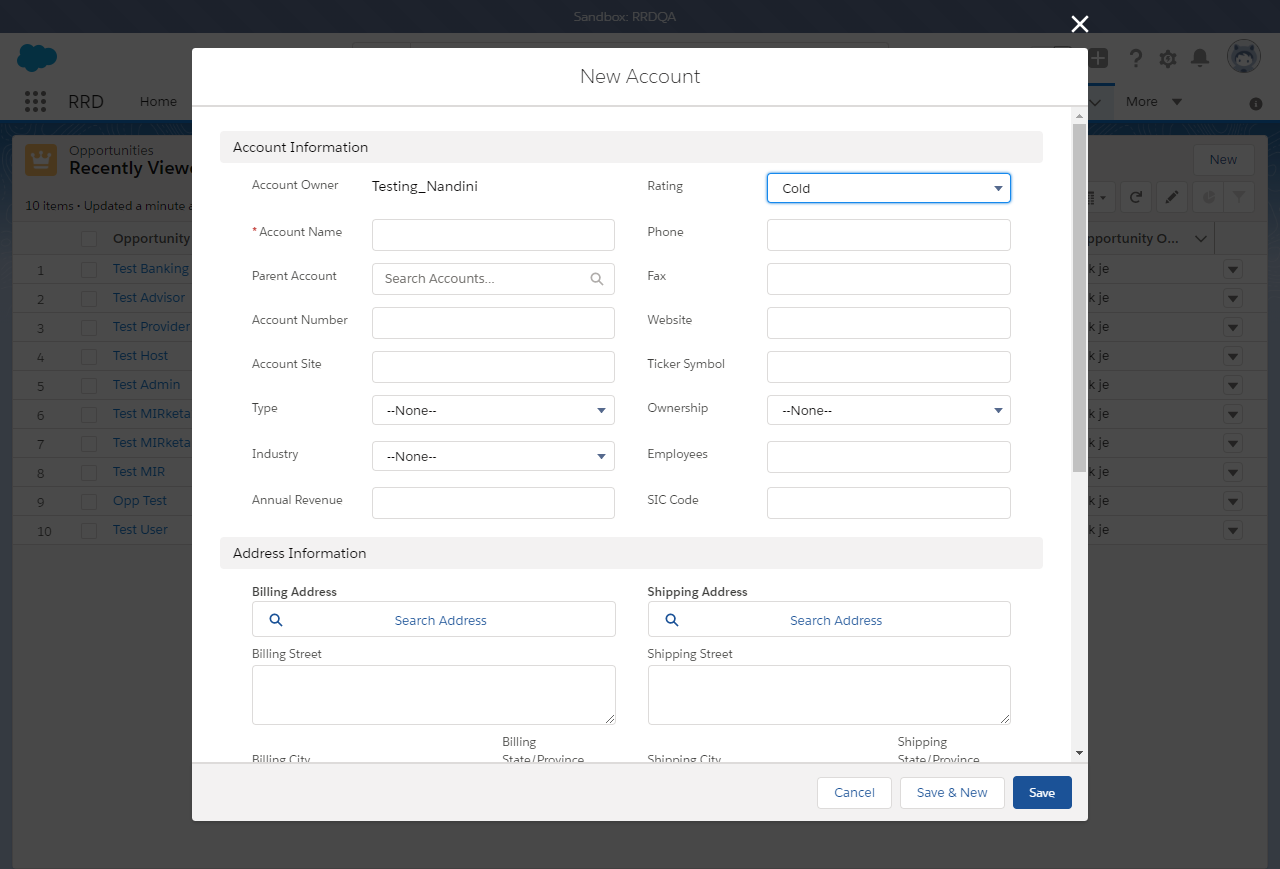 Sandbox: RRDQA
New Account
RRD
Home
More
Opportunities
Recently Viewe
New
10 items • Updated a minute a
Opportunity
pportunity O...
1 Test Banking k je
2 Test Advisor k je
3 Test Provider k je
4 Test Host k je
5 Test Admin k je
6 Test MIRketa k je
7 Test MIRketa k je
8 Test MIR k je
9 Opp Test k je
10 Test User k je
Account Information
Account Owner Testing_Nandini Rating Cold
*Account Name Phone
Parent Account Search Accounts... Fax
Account Number Website
Account Site Ticker Symbol
Type --None-- Ownership --None--
Industry --None-- Employees
Annual Revenue SIC Code
Address Information
Billing Address Shipping Address
Search Address Search Address
Billing Street Shipping Street
Billing Shipping
Billing City State/Province Shipping City State/Province
Cancel Save & New Save